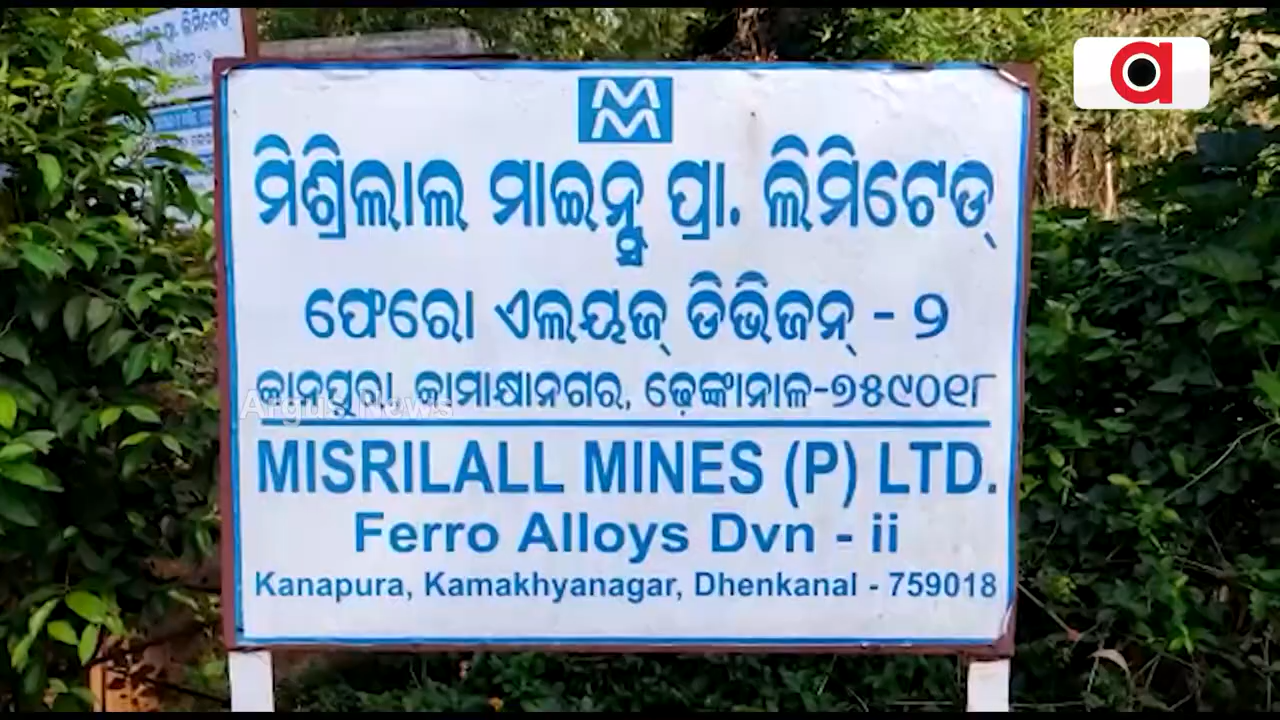 ମିଶ୍ରିଲାଲ ମାଇନ୍ସ ପ୍ରା. ଲିମିଟେଡ୍
ଫେରୋ ଏଲୟଜ୍ ଡିଭିଜନ୍ - ୨
କାନପୁରା, କାମାକ୍ଷାନଗର, ଢ଼େଙ୍କାନାଳ-୭୫୯୦୧୮
Argus News
MISRILALL MINES (P) LTD.
Ferro Alloys Dvn - ii
Kanapura, Kamakhyanagar, Dhenkanal - 759018